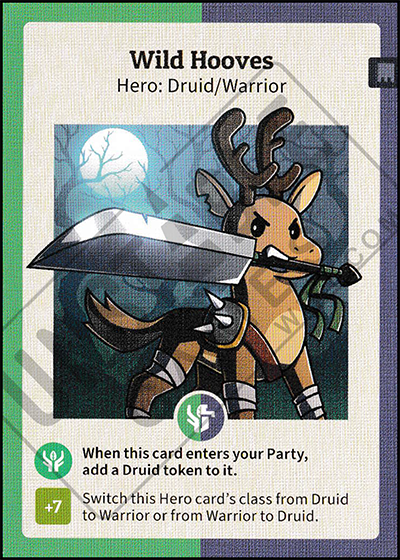 Wild Hooves
Hero: Druid/Warrior
When this card enters your Party,
add a Druid token to it.
+7
Switch this Hero card's class from Druid
to Warrior or from Warrior to Druid.